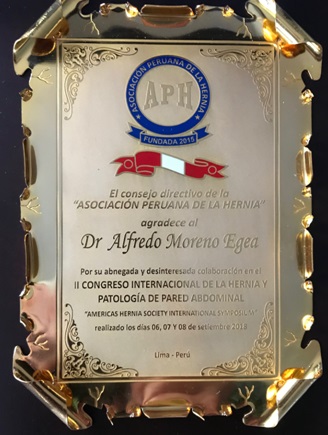 ASOCIACIÓN PERUANA DE LA HERNIA
APH
FUNDADA 2015
El consejo directivo de la
"ASOCIACIÓN PERUANA DE LA HERNIA"
agradece al
Dr Alfredo Moreno Egea
Por su abnegada y desinteresada colaboración en el
II CONGRESO INTERNACIONAL DE LA HERNIA Y
PATOLOGÍA DE PARED ABDOMINAL
"AMERICAS HERNIA SOCIETY INTERNATIONAL SYMPOSIUM"
realizado los días 06, 07 Y 08 de setiembre 2018
Lima - Perú